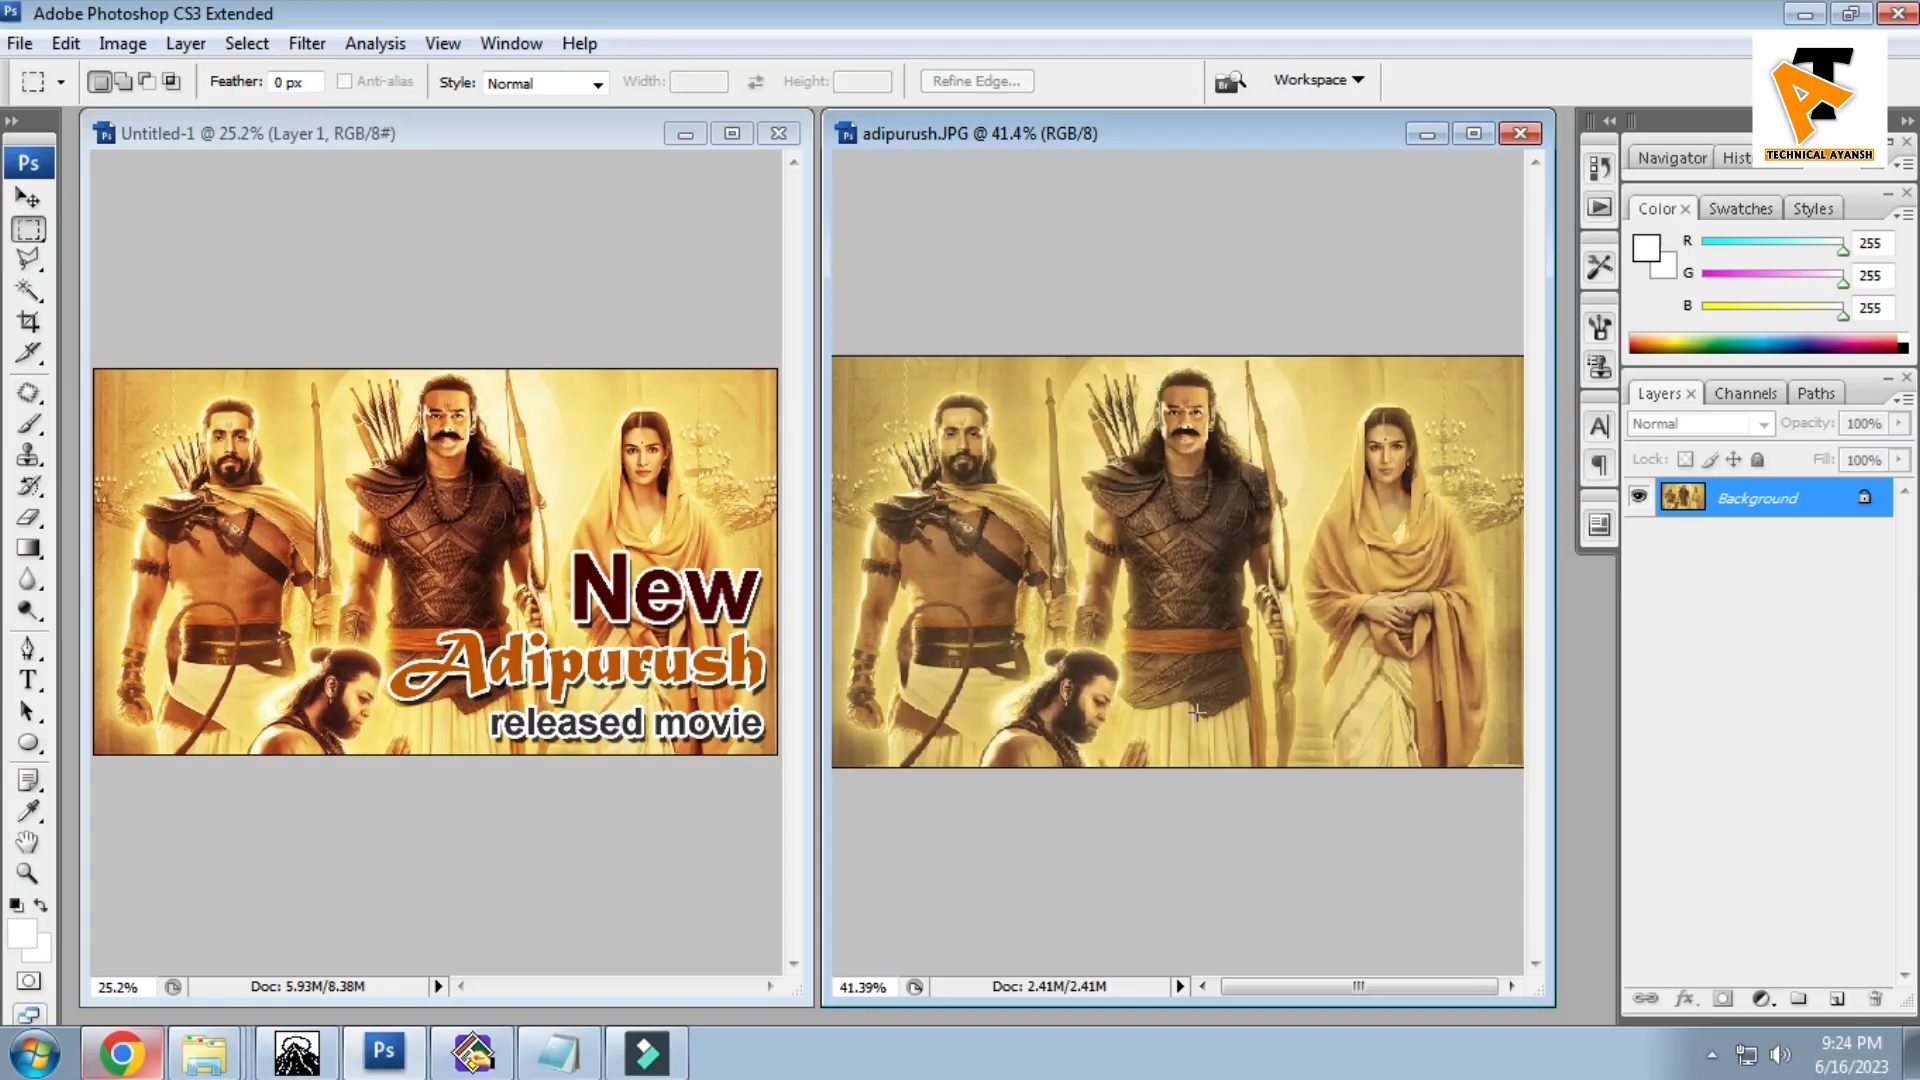 Ps Adobe Photoshop CS3 Extended
File Edit Image Layer Select Filter Analysis View Window Help
Feather: 0 px Anti-alias Style: Normal Width: Height: Refine Edge... Br Workspace
TECHNICAL AYANSH
Untitled-1 @ 25.2% (Layer 1, RGB/8#)
adipurush.JPG @ 41.4% (RGB/8)
Navigator
Ps
Color Swatches Styles
R 255
G 255
B 255
Layers Channels Paths
Normal Opacity: 100%
Lock: Fill: 100%
Background
New
Adipurush
released movie
T
25.2% Doc: 5.93M/8.38M
41.39% Doc: 2.41M/2.41M
Ps
9:24 PM
6/16/2023